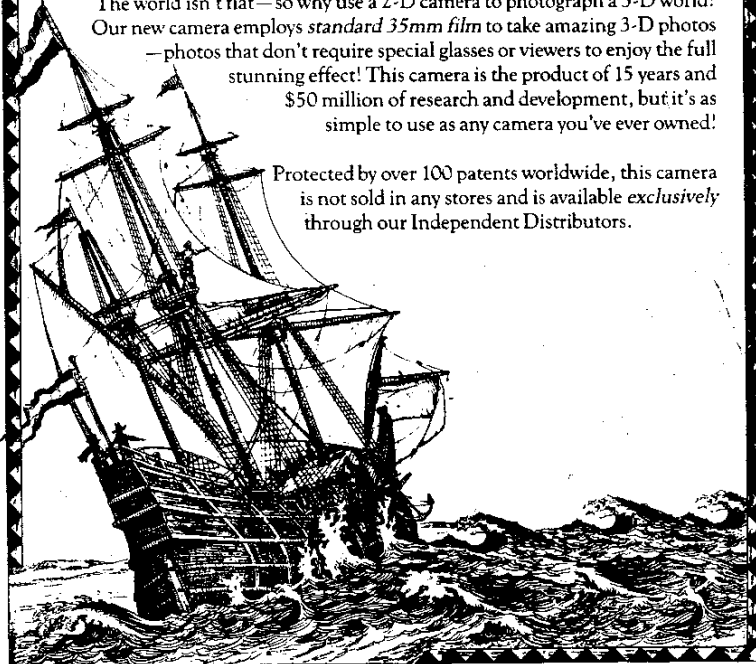 The world isn't flat—so why use a 2-D camera to photograph a 3-D world?
Our new camera employs standard 35mm film to take amazing 3-D photos
—photos that don't require special glasses or viewers to enjoy the full
stunning effect! This camera is the product of 15 years and
$50 million of research and development, but it's as
simple to use as any camera you've ever owned!
Protected by over 100 patents worldwide, this camera
is not sold in any stores and is available exclusively
through our Independent Distributors.